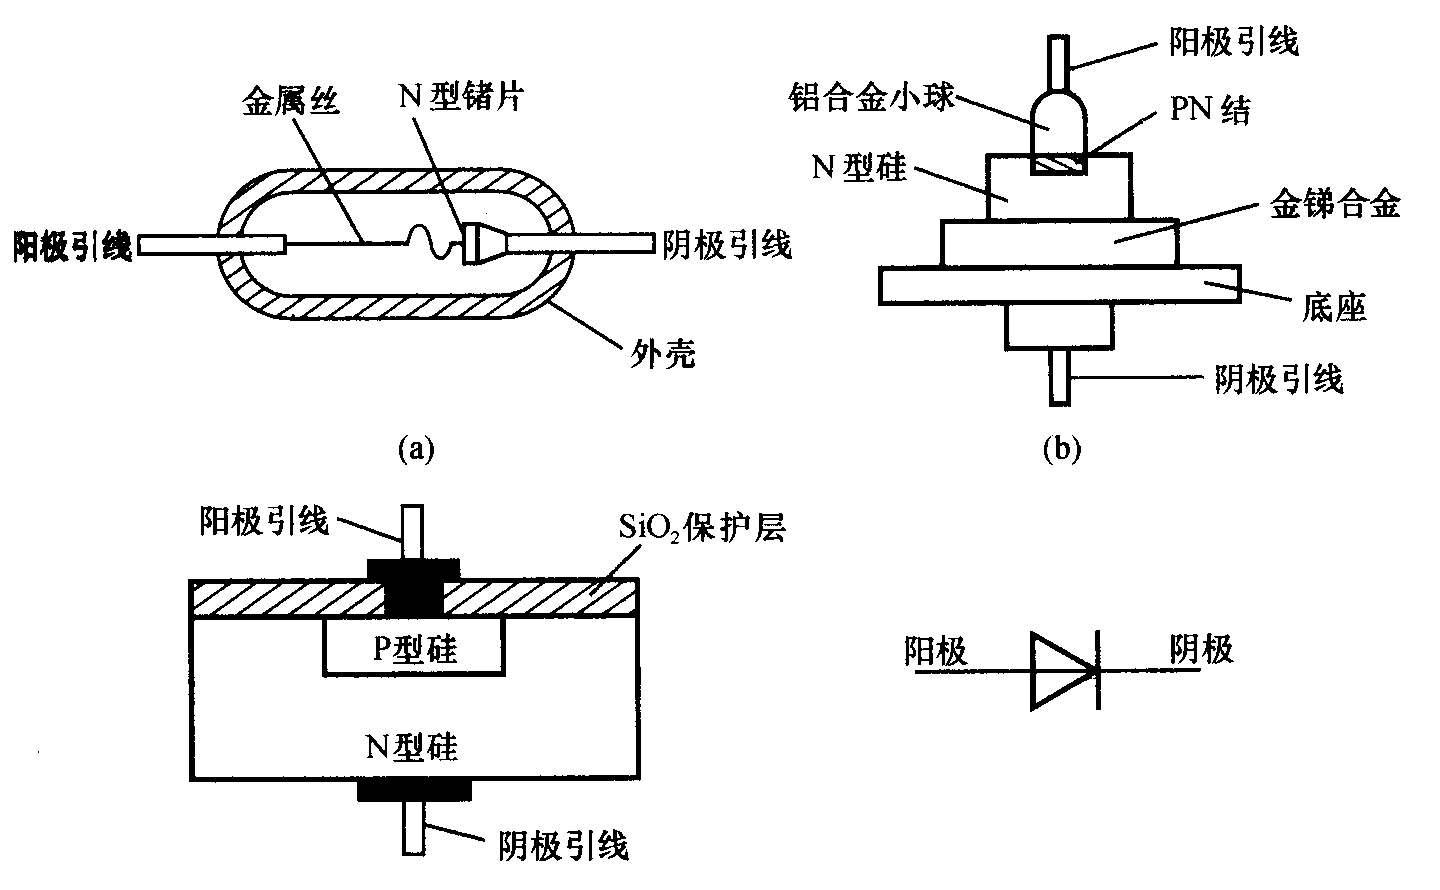 金属丝
N型锗片
阳极引线
阴极引线
外壳
(a)
阳极引线
铝合金小球
PN结
N型硅
金锑合金
底座
阴极引线
(b)
阳极引线
SiO₂保护层
P型硅
N型硅
阴极引线
阳极
阴极